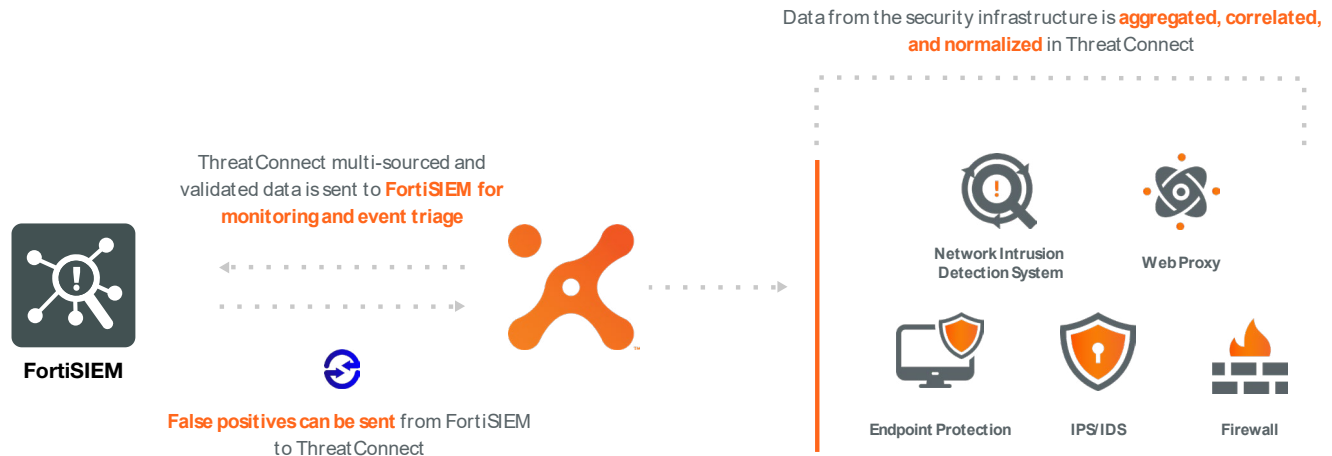 Data from the security infrastructure is aggregated, correlated,
and normalized in ThreatConnect
ThreatConnect multi-sourced and
validated data is sent to FortiSIEM for
monitoring and event triage
FortiSIEM
False positives can be sent from FortiSIEM
to ThreatConnect
Network Intrusion
Detection System
Web Proxy
Endpoint Protection
IPS/IDS
Firewall